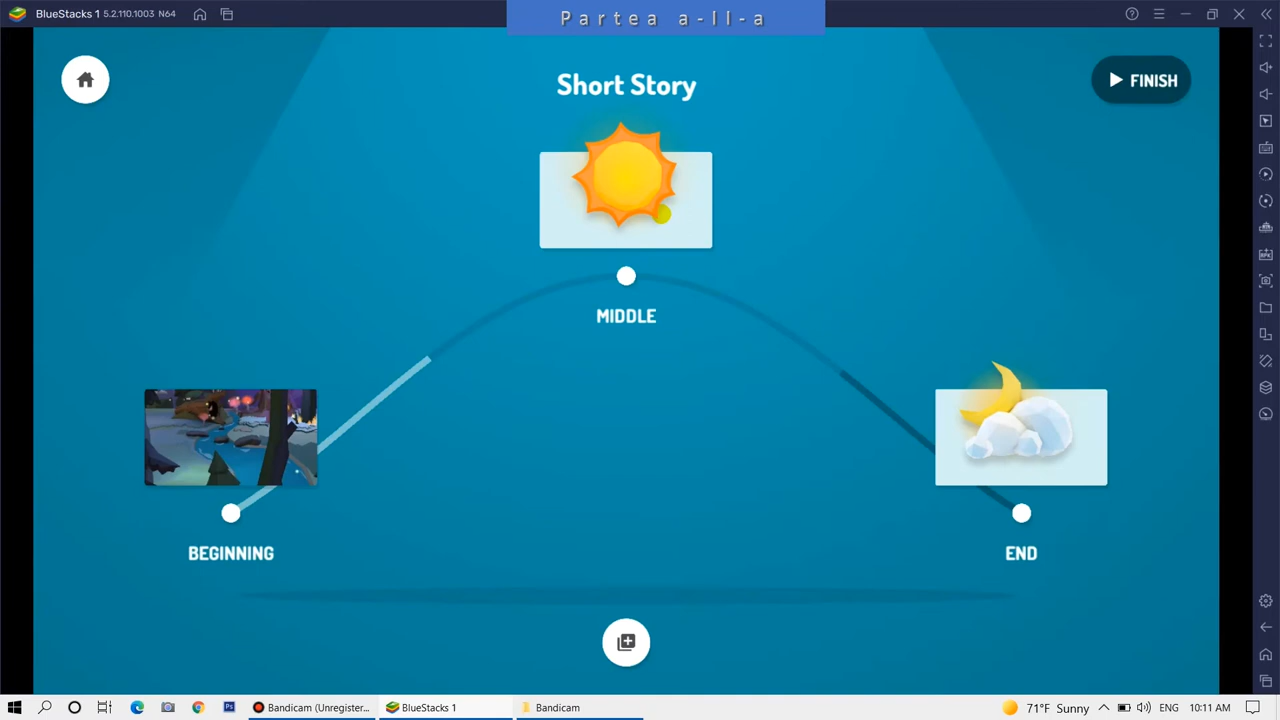 BlueStacks 1 5.2.110.1003 N64
Partea a-II-a
Short Story
FINISH
MIDDLE
BEGINNING
END
Bandicam (Unregister...
BlueStacks 1
Bandicam
71°F Sunny
ENG
10:11 AM